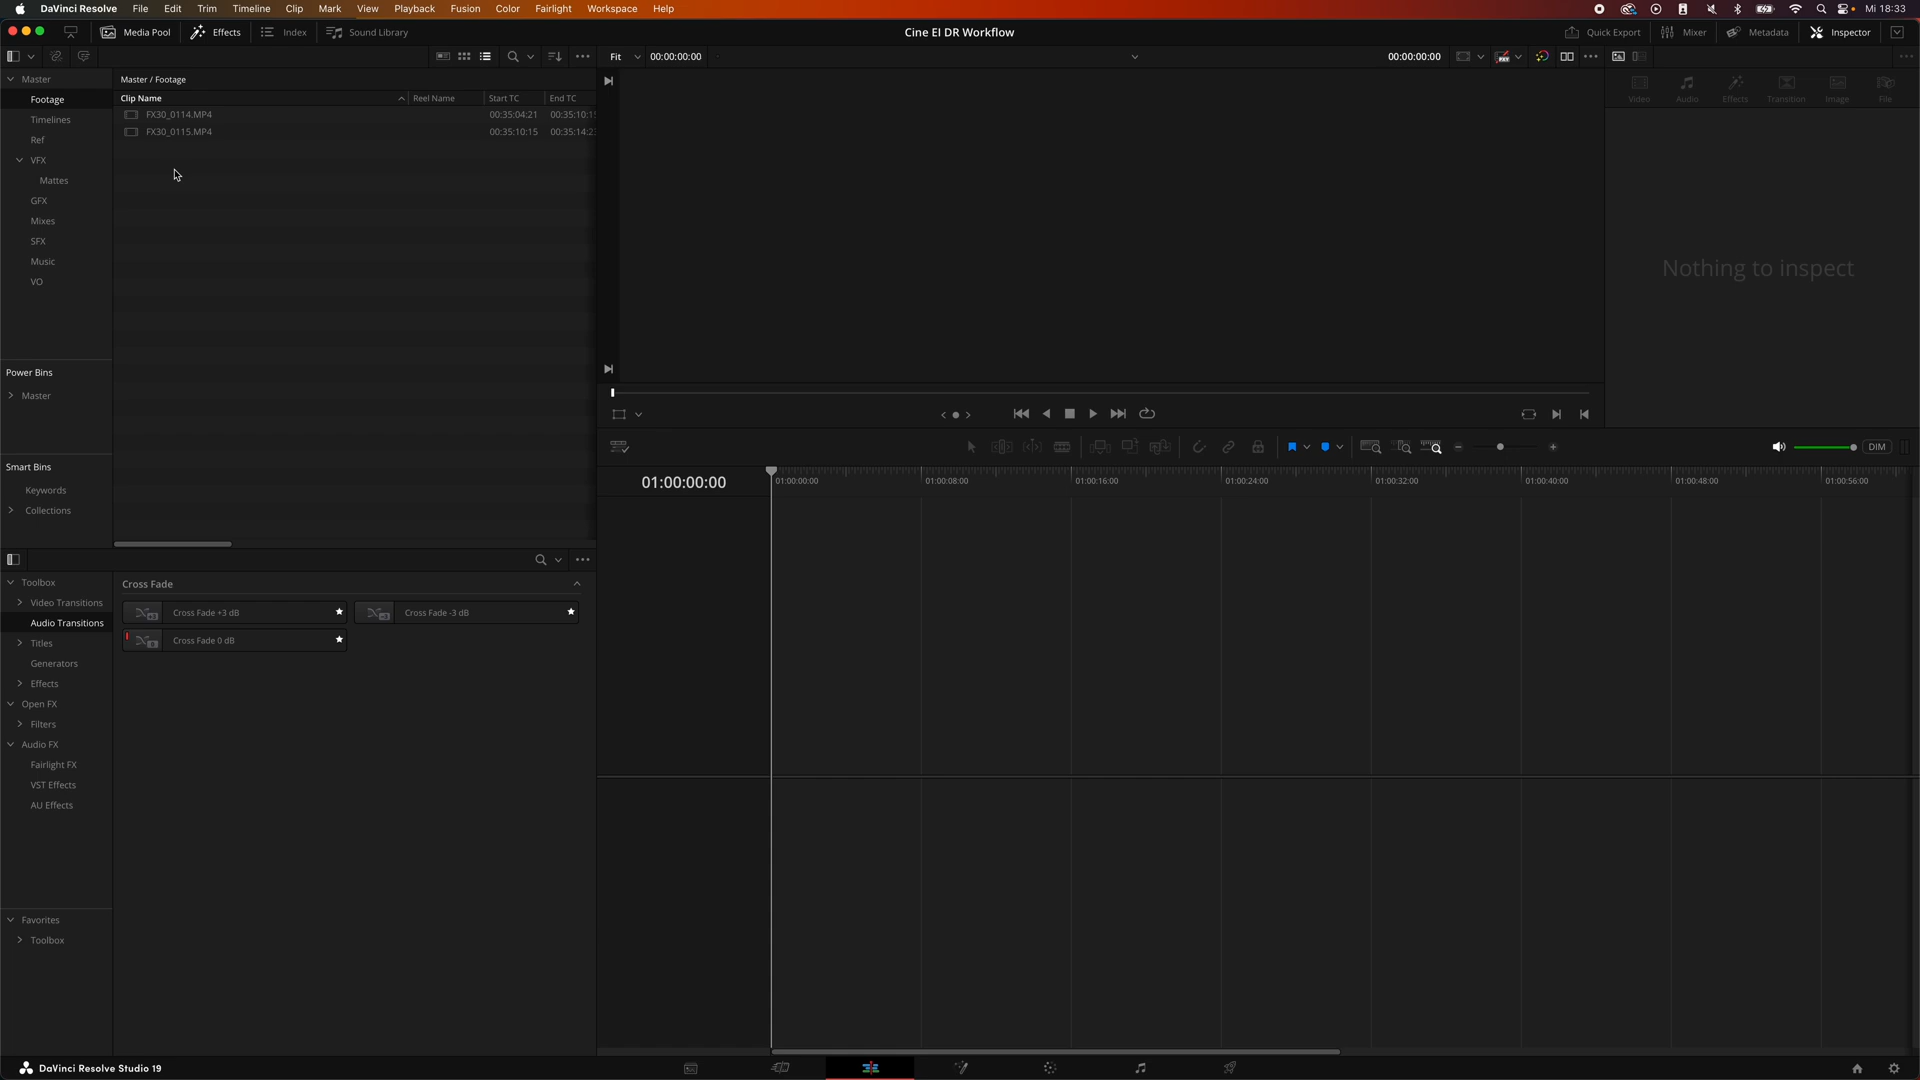 DaVinci Resolve File Edit Trim Timeline Clip Mark View Playback Fusion Color Fairlight Workspace Help Mi 18:33
Media Pool Effects Index Sound Library Cine EI DR Workflow Quick Export Mixer Metadata Inspector
Fit 00:00:00:00 00:00:00:00
Master Master / Footage
Video Audio Effects Transition Image File
Footage Clip Name Reel Name Start TC End TC
FX30_0114.MP4 00:35:04:21 00:35:10:1
Timelines
FX30_0115.MP4 00:35:10:15 00:35:14:2
Ref
VFX
Mattes
GFX
Mixes
SFX
Music
Nothing to inspect
VO
Power Bins
Master
DIM
Smart Bins
01:00:00:00 01:00:00:00 01:00:08:00 01:00:16:00 01:00:24:00 01:00:32:00 01:00:40:00 01:00:48:00 01:00:56:00
Keywords
Collections
Toolbox Cross Fade
Video Transitions
Cross Fade +3 dB Cross Fade -3 dB
Audio Transitions
Titles Cross Fade 0 dB
Generators
Effects
Open FX
Filters
Audio FX
Fairlight FX
VST Effects
AU Effects
Favorites
Toolbox
DaVinci Resolve Studio 19